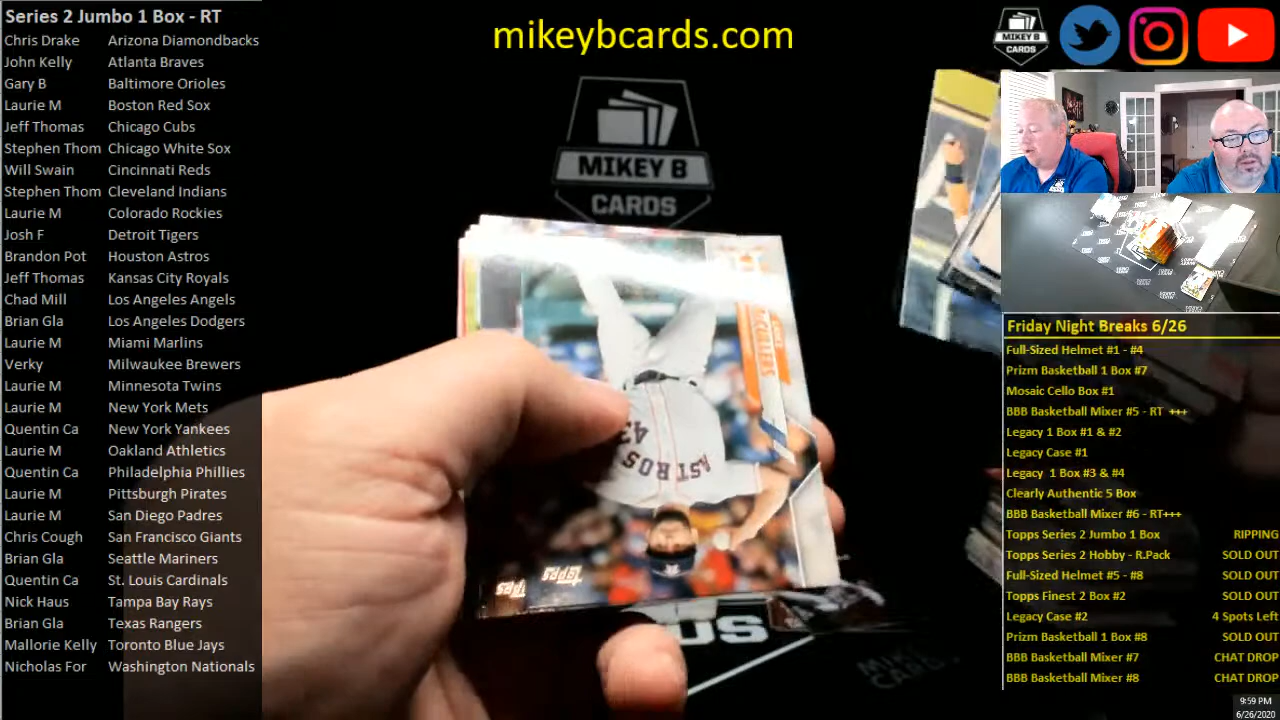 Series 2 Jumbo 1 Box - RT
Chris Drake Arizona Diamondbacks
John Kelly Atlanta Braves
Gary B Baltimore Orioles
Laurie M Boston Red Sox
Jeff Thomas Chicago Cubs
Stephen Thom Chicago White Sox
Will Swain Cincinnati Reds
Stephen Thom Cleveland Indians
Laurie M Colorado Rockies
Josh F Detroit Tigers
Brandon Pot Houston Astros
Jeff Thomas Kansas City Royals
Chad Mill Los Angeles Angels
Brian Gla Los Angeles Dodgers
Laurie M Miami Marlins
Verky Milwaukee Brewers
Laurie M Minnesota Twins
Laurie M New York Mets
Quentin Ca New York Yankees
Laurie M Oakland Athletics
Quentin Ca Philadelphia Phillies
Laurie M Pittsburgh Pirates
Laurie M San Diego Padres
Chris Cough San Francisco Giants
Brian Gla Seattle Mariners
Quentin Ca St. Louis Cardinals
Nick Haus Tampa Bay Rays
Brian Gla Texas Rangers
Mallorie Kelly Toronto Blue Jays
Nicholas For Washington Nationals
mikeybcards.com
MIKEY B
CARDS
MIKEY B
CARDS
ASTROS
43
Topps
Topps
Friday Night Breaks 6/26
Full-Sized Helmet #1 - #4
Prizm Basketball 1 Box #7
Mosaic Cello Box #1
BBB Basketball Mixer #5 - RT +++
Legacy 1 Box #1 & #2
Legacy Case #1
Legacy 1 Box #3 & #4
Clearly Authentic 5 Box
BBB Basketball Mixer #6 - RT+++
Topps Series 2 Jumbo 1 Box RIPPING
Topps Series 2 Hobby - R.Pack SOLD OUT
Full-Sized Helmet #5 - #8 SOLD OUT
Topps Finest 2 Box #2 SOLD OUT
Legacy Case #2 4 Spots Left
Prizm Basketball 1 Box #8 SOLD OUT
BBB Basketball Mixer #7 CHAT DROP
BBB Basketball Mixer #8 CHAT DROP
9:59 PM
6/26/2020